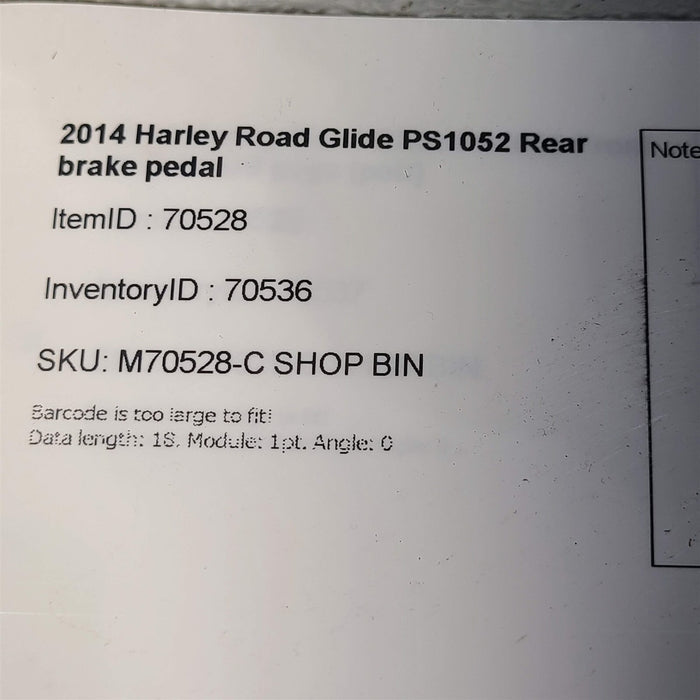 2014 Harley Road Glide PS1052 Rear
brake pedal
Note
ItemID : 70528
InventoryID : 70536
SKU: M70528-C SHOP BIN
Barcode is too large to fit!
Data length: 18, Module: 1pt. Angle: 0